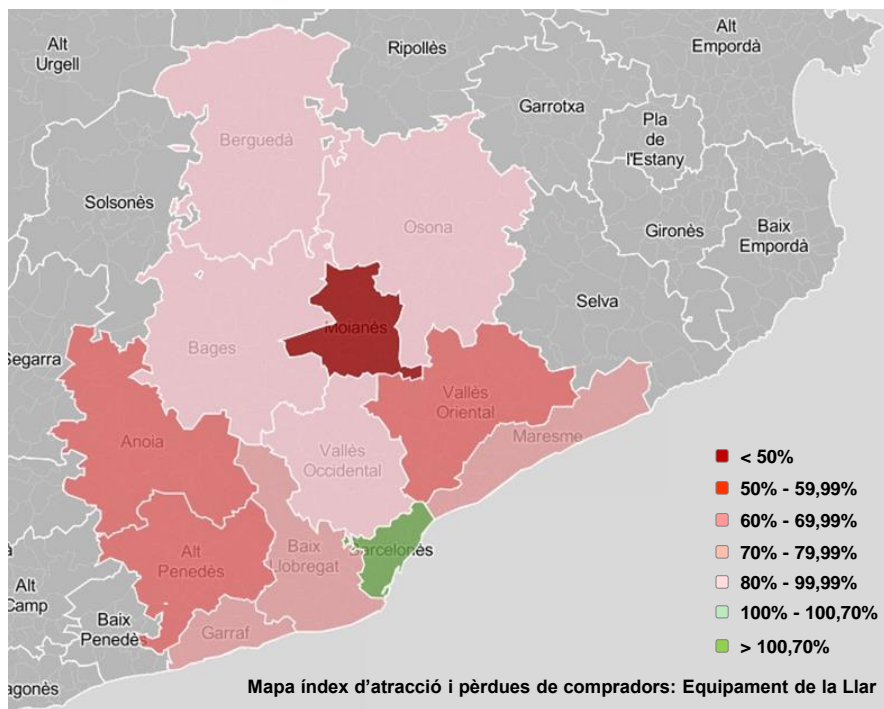 Alt
Urgell
Ripollès
Alt
Empordà
Garrotxa
Pla
de
l'Estany
Berguedà
Solsonès
Osona
Gironès
Baix
Empordà
Selva
Moianès
Bages
Segarra
Vallès
Oriental
Maresme
Anoia
Vallès
Occidental
Alt
Penedès
Baix
Llobregat
Barcelonès
Alt
Camp
Baix
Penedès
Garraf
agonès
< 50%
50% - 59,99%
60% - 69,99%
70% - 79,99%
80% - 99,99%
100% - 100,70%
> 100,70%
Mapa índex d'atracció i pèrdues de compradors: Equipament de la Llar